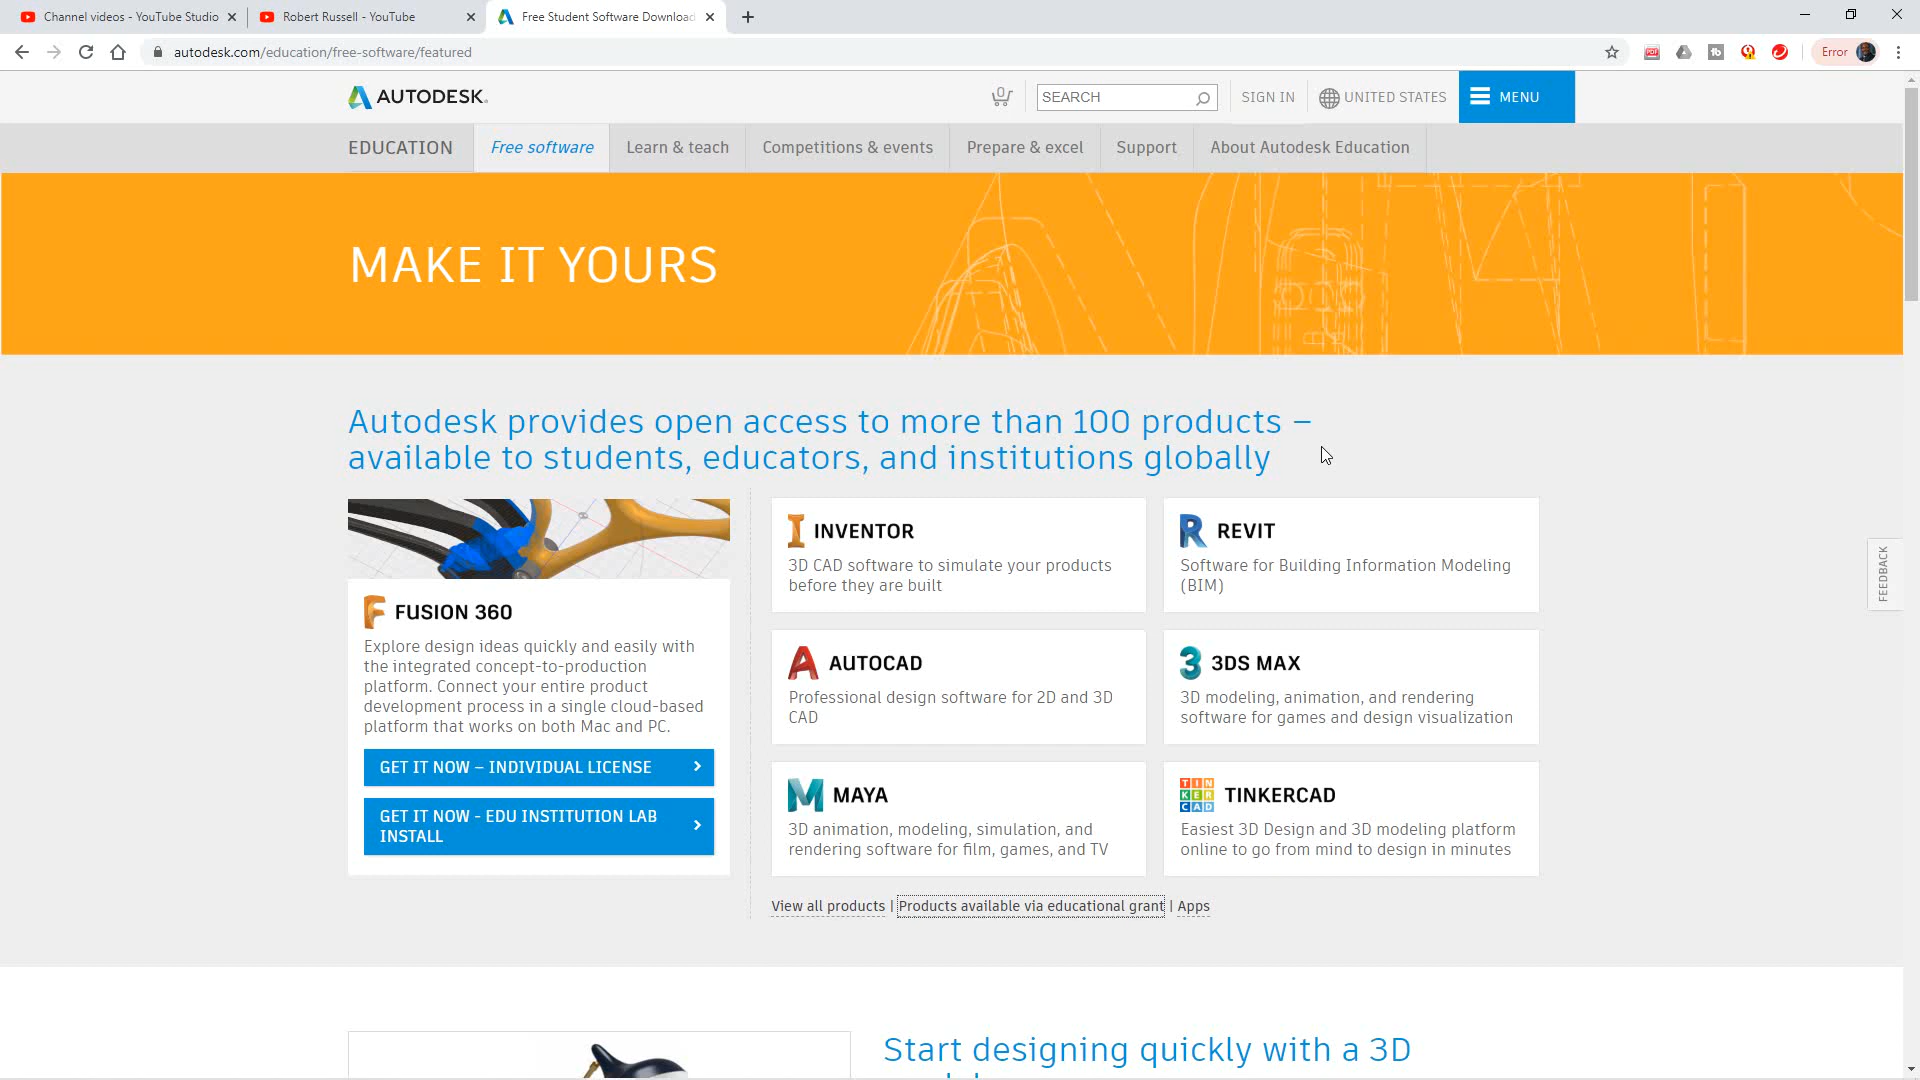 Channel videos - YouTube Studio
Robert Russell - YouTube
Free Student Software Download
autodesk.com/education/free-software/featured
Error
AUTODESK.
0
SEARCH
SIGN IN
UNITED STATES
MENU
EDUCATION
Free software
Learn & teach
Competitions & events
Prepare & excel
Support
About Autodesk Education
MAKE IT YOURS
Autodesk provides open access to more than 100 products –
available to students, educators, and institutions globally
FUSION 360
Explore design ideas quickly and easily with
the integrated concept-to-production
platform. Connect your entire product
development process in a single cloud-based
platform that works on both Mac and PC.
GET IT NOW – INDIVIDUAL LICENSE
GET IT NOW - EDU INSTITUTION LAB
INSTALL
I INVENTOR
3D CAD software to simulate your products
before they are built
R REVIT
Software for Building Information Modeling
(BIM)
A AUTOCAD
Professional design software for 2D and 3D
CAD
3 3DS MAX
3D modeling, animation, and rendering
software for games and design visualization
M MAYA
3D animation, modeling, simulation, and
rendering software for film, games, and TV
TIN
KER
CAD
TINKERCAD
Easiest 3D Design and 3D modeling platform
online to go from mind to design in minutes
View all products | Products available via educational grant | Apps
FEEDBACK
Start designing quickly with a 3D